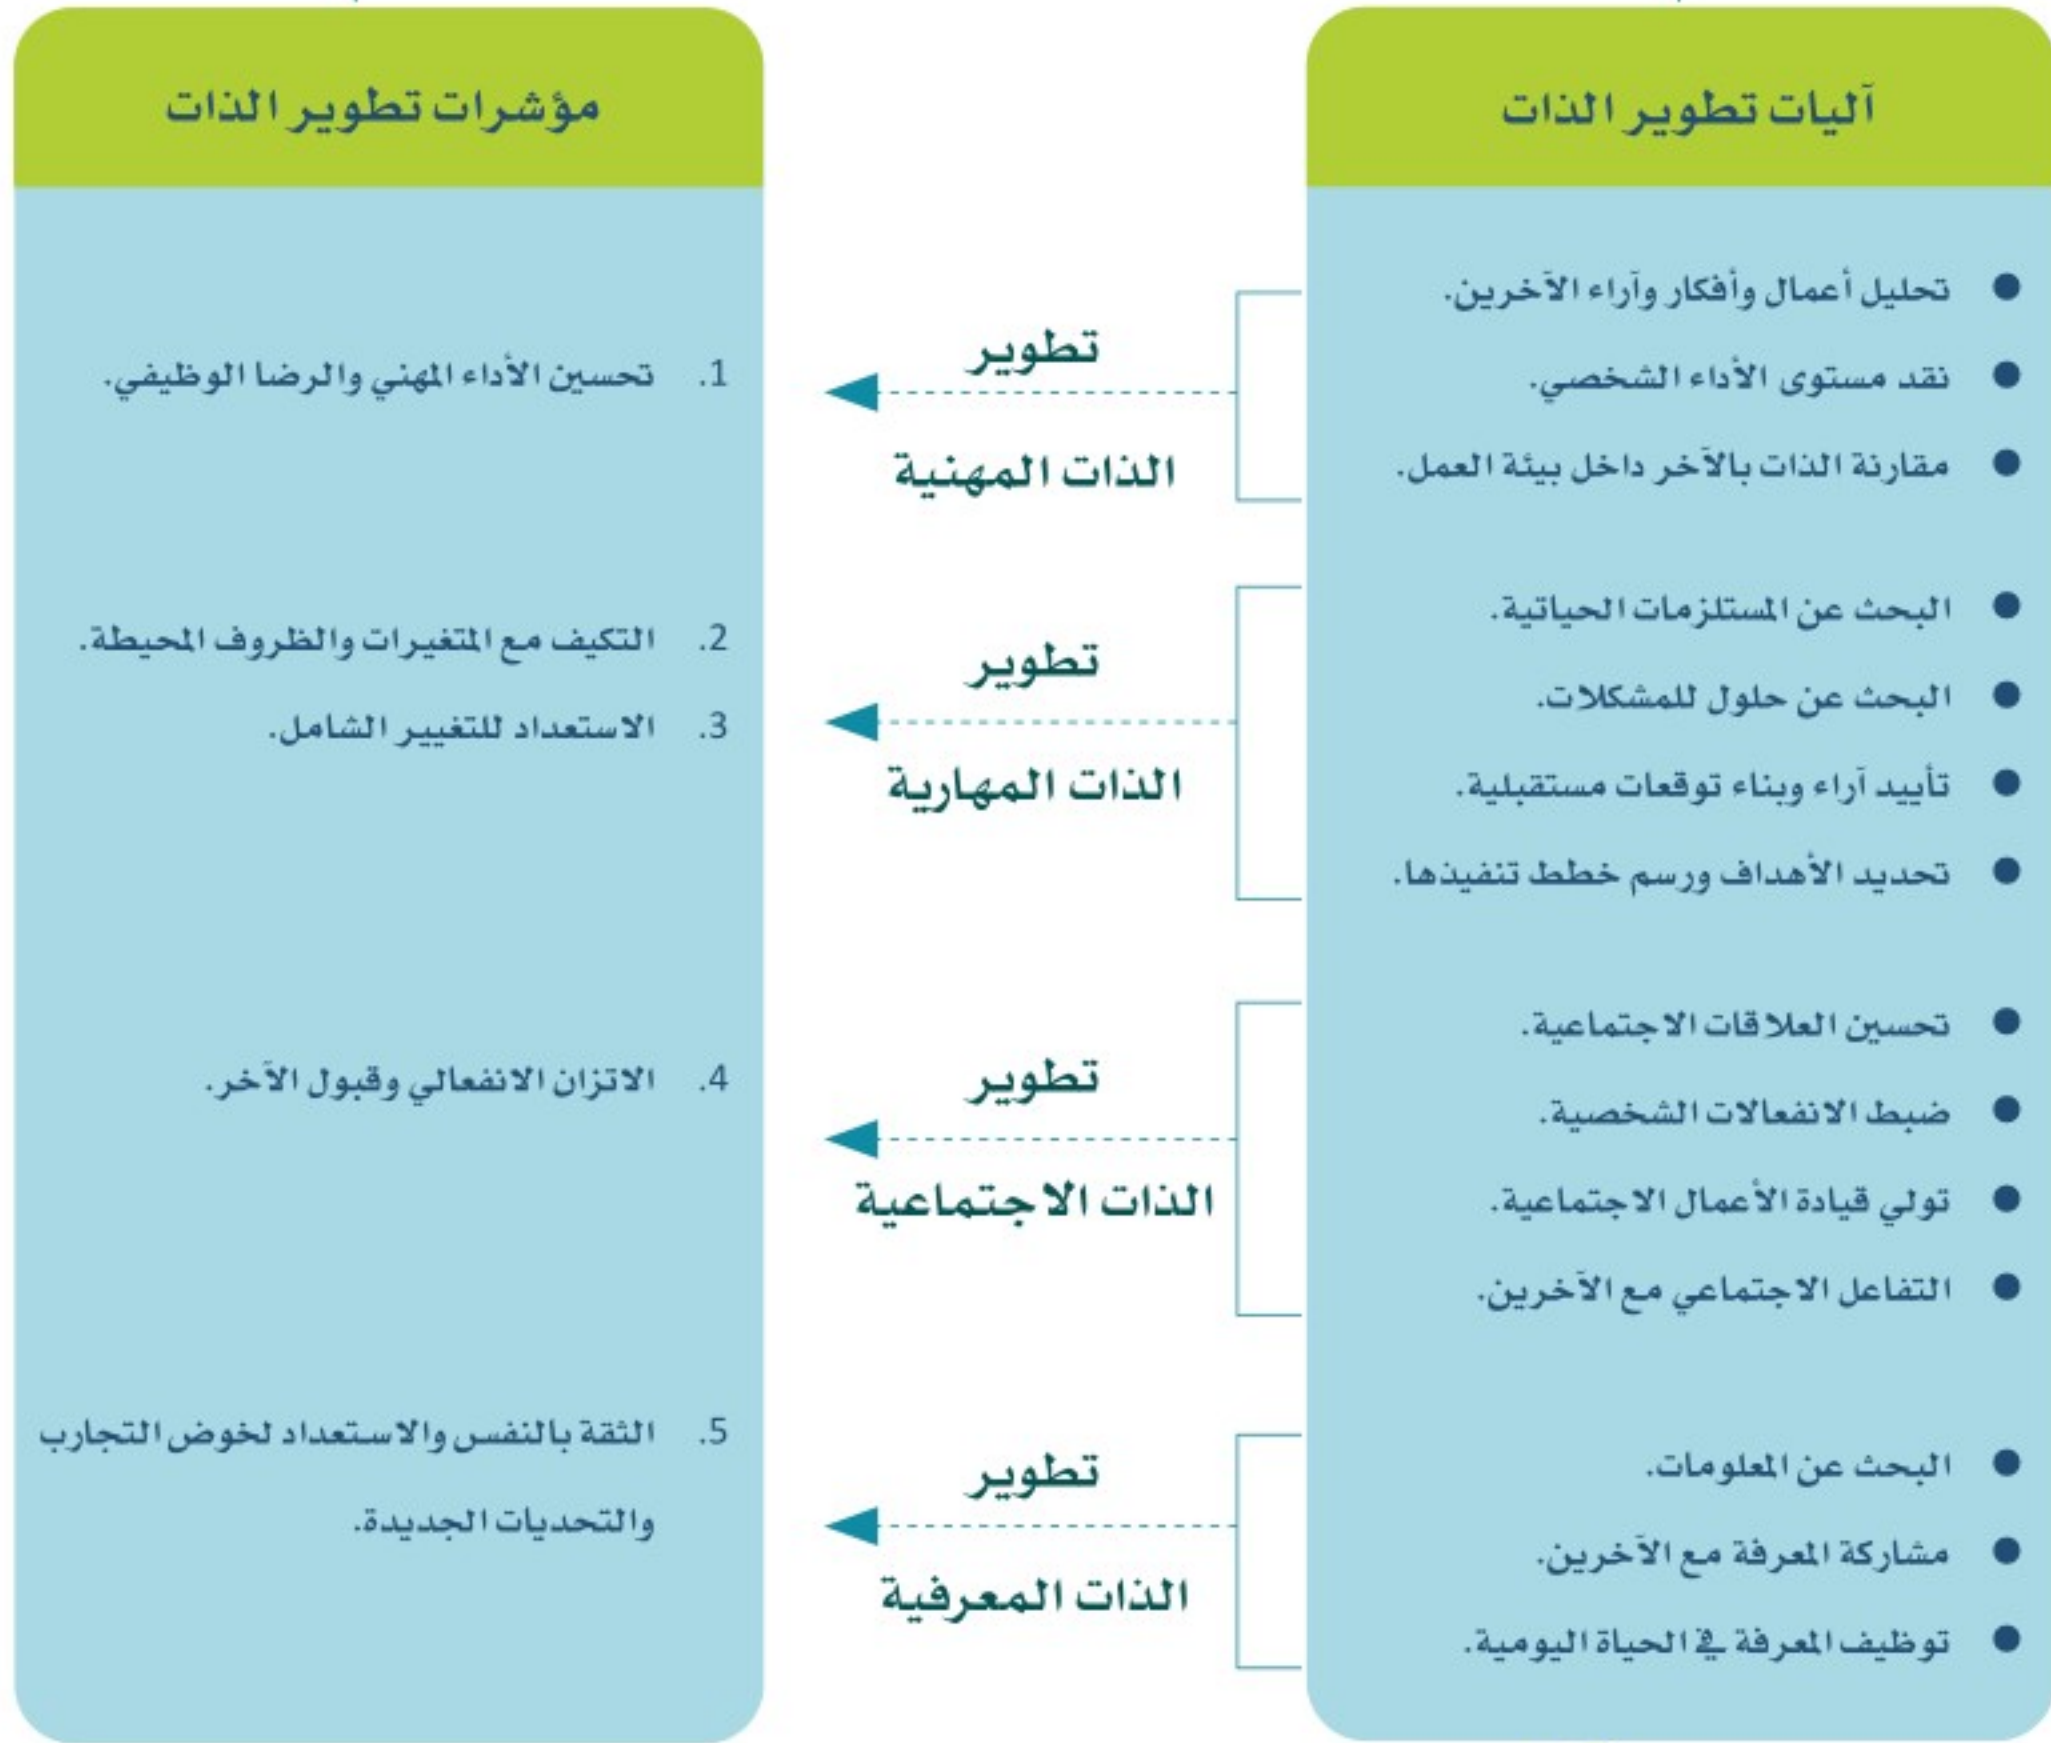 آليات تطوير الذات
● تحليل أعمال وأفكار وآراء الآخرين.
● نقد مستوى الأداء الشخصي.
● مقارنة الذات بالآخر داخل بيئة العمل.
● البحث عن المستلزمات الحياتية.
● البحث عن حلول للمشكلات.
● تأييد آراء وبناء توقعات مستقبلية.
● تحديد الأهداف ورسم خطط تنفيذها.
● تحسين العلاقات الاجتماعية.
● ضبط الانفعالات الشخصية.
● تولي قيادة الأعمال الاجتماعية.
● التفاعل الاجتماعي مع الآخرين.
● البحث عن المعلومات.
● مشاركة المعرفة مع الآخرين.
● توظيف المعرفة في الحياة اليومية.
تطوير
الذات المهنية
تطوير
الذات المهارية
تطوير
الذات الاجتماعية
تطوير
الذات المعرفية
مؤشرات تطوير الذات
1. تحسين الأداء المهني والرضا الوظيفي.
2. التكيف مع المتغيرات والظروف المحيطة.
3. الاستعداد للتغيير الشامل.
4. الاتزان الانفعالي وقبول الآخر.
5. الثقة بالنفس والاستعداد لخوض التجارب
والتحديات الجديدة.